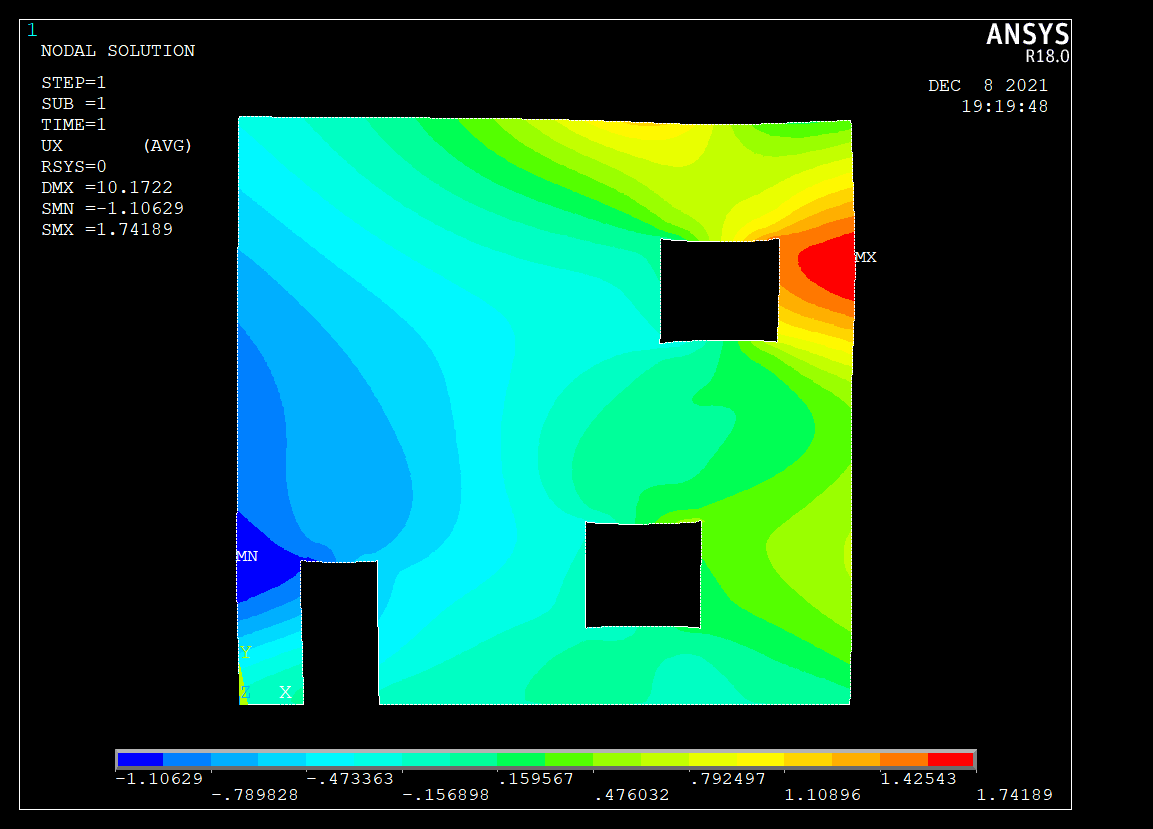 1
ANSYS
R18.0
NODAL SOLUTION
STEP=1
SUB =1
TIME=1
UX (AVG)
RSYS=0
DMX =10.1722
SMN =-1.10629
SMX =1.74189
DEC 8 2021
19:19:48
MX
MN
Y
Z X
-1.10629 -.473363 .159567 .792497 1.42543
-.789828 -.156898 .476032 1.10896 1.74189